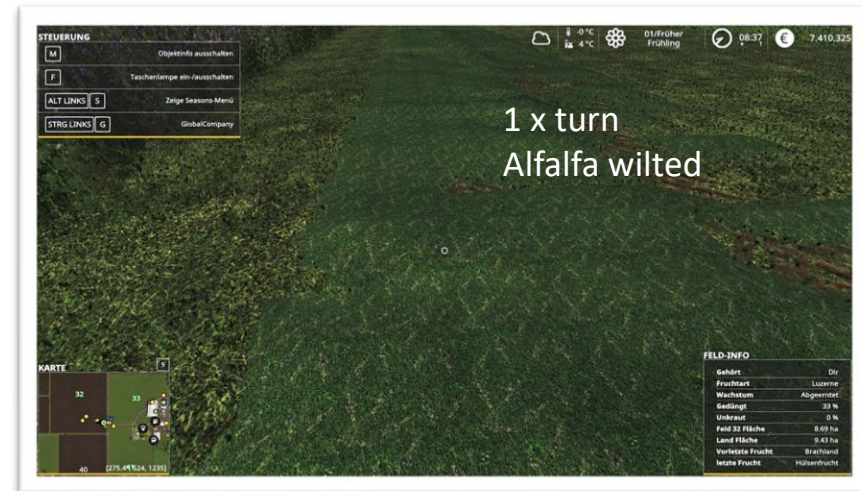 STEUERUNG
M Objektinfo ausschalten
F Taschenlampe ein-/ausschalten
ALT LINKS S Zeige Seasons-Menü
STRG LINKS G GlobalCompany
-0 °C
4 °C
01/Früher
Frühling
08:37
€ 7.410,325
1 x turn
Alfalfa wilted
KARTE
32
33
40
FELD-INFO
Gehört Dir
Fruchtart Luzerne
Wachstum Abgeerntet
Gedüngt 33 %
Unkraut 0 %
Feld 32 Fläche 8.69 ha
Land Fläche 9.43 ha
Vorletzte Frucht Brachland
letzte Frucht Hülsenfrucht